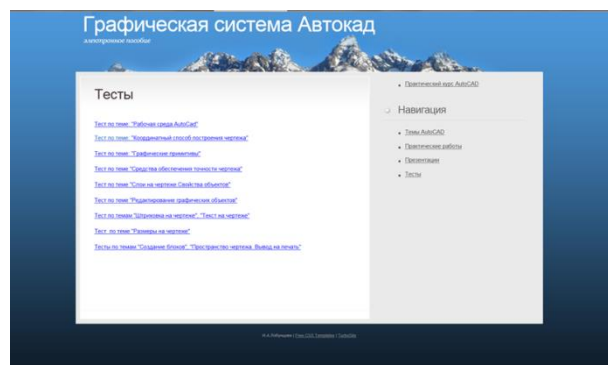 Графическая система Автокад
электронное пособие
Тесты
Тест по теме "Рабочая среда AutoCad"
Тест по теме "Координатный способ построения чертежа"
Тест по теме "Графические примитивы"
Тест по теме "Средства обеспечения точности чертежа"
Тест по теме "Слои на чертеже.Свойства объектов"
Тест по теме "Редактирование графических объектов"
Тест по темам "Штриховка на чертеже", "Текст на чертеже"
Тест по теме "Размеры на чертеже"
Тесты по темам "Создание блоков", "Пространство чертежа. Вывод на печать"
Практический курс AutoCAD
Навигация
Темы AutoCAD
Практические работы
Презентации
Тесты
| Free CSS Templates | TurboSite